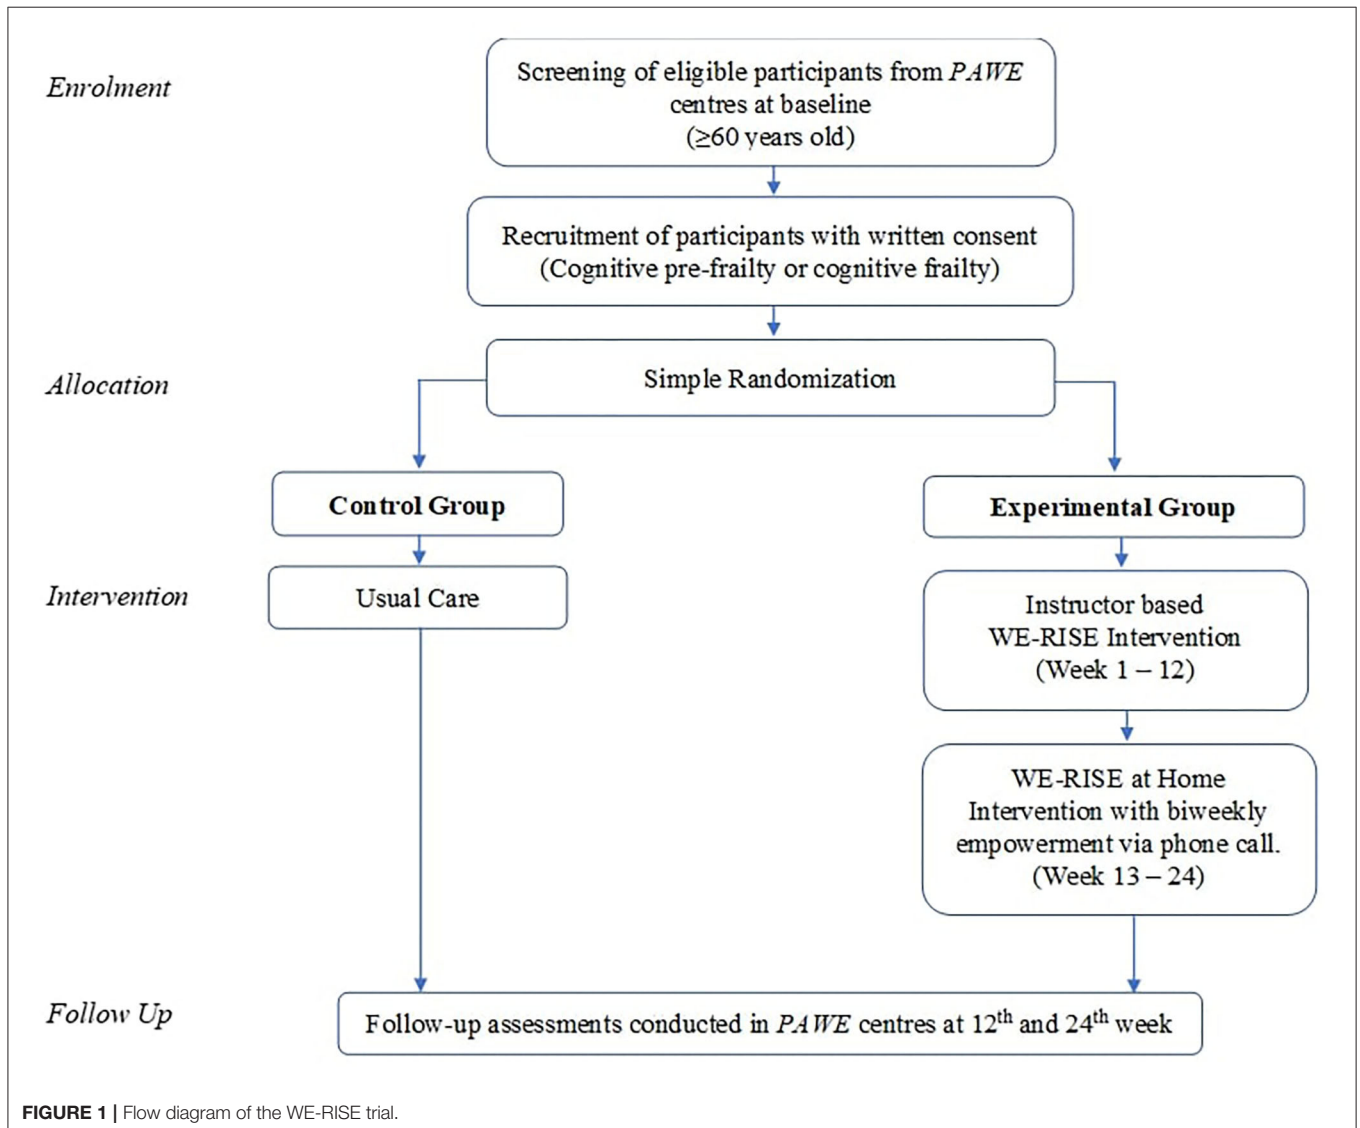 Enrolment
Screening of eligible participants from PAWE
centres at baseline
(≥60 years old)
Recruitment of participants with written consent
(Cognitive pre-frailty or cognitive frailty)
Allocation
Simple Randomization
Control Group
Experimental Group
Intervention
Usual Care
Instructor based
WE-RISE Intervention
(Week 1 – 12)
WE-RISE at Home
Intervention with biweekly
empowerment via phone call.
(Week 13 – 24)
Follow Up
Follow-up assessments conducted in PAWE centres at 12th and 24th week
FIGURE 1 | Flow diagram of the WE-RISE trial.